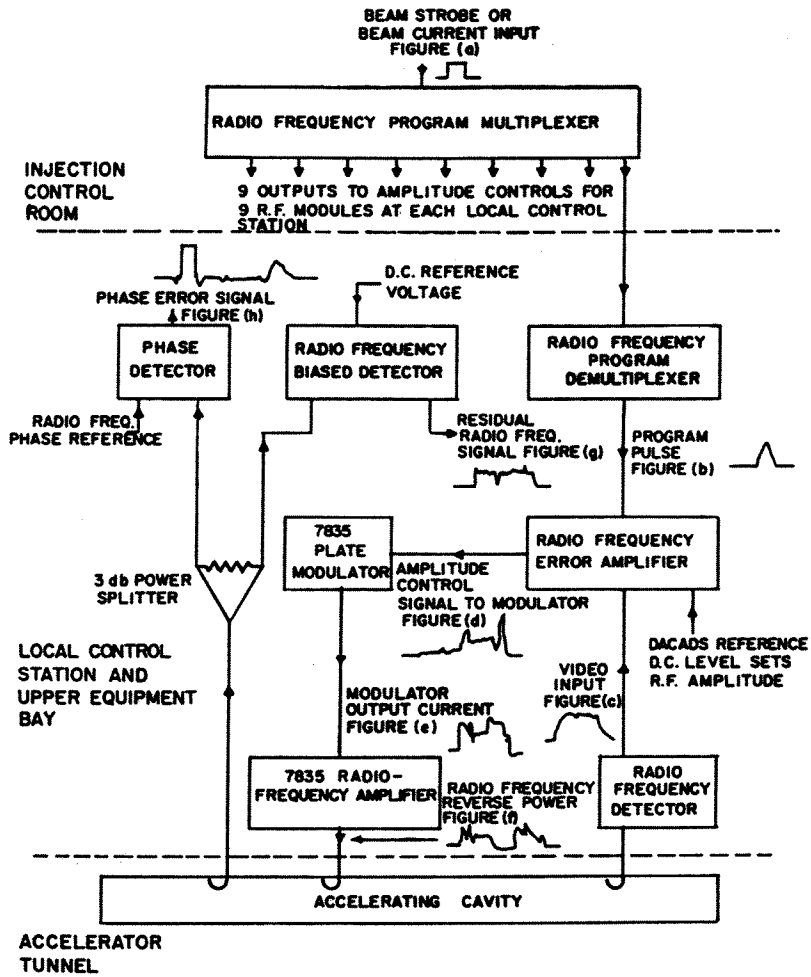 BEAM STROBE OR
BEAM CURRENT INPUT
FIGURE (a)
RADIO FREQUENCY PROGRAM MULTIPLEXER
INJECTION
CONTROL
ROOM
9 OUTPUTS TO AMPLITUDE CONTROLS FOR
9 R.F. MODULES AT EACH LOCAL CONTROL
STATION
PHASE ERROR SIGNAL
FIGURE (h)
D.C. REFERENCE
VOLTAGE
PHASE
DETECTOR
RADIO FREQUENCY
BIASED DETECTOR
RADIO FREQUENCY
PROGRAM
DEMULTIPLEXER
RADIO FREQ.
PHASE REFERENCE
RESIDUAL
RADIO FREQ.
SIGNAL FIGURE (g)
PROGRAM
PULSE
FIGURE (b)
7835
PLATE
MODULATOR
RADIO FREQUENCY
ERROR AMPLIFIER
3 db POWER
SPLITTER
AMPLITUDE
CONTROL
SIGNAL TO MODULATOR
FIGURE (d)
DACADS REFERENCE
D.C. LEVEL SETS
R.F. AMPLITUDE
LOCAL CONTROL
STATION AND
UPPER EQUIPMENT
BAY
VIDEO
INPUT
FIGURE (c)
MODULATOR
OUTPUT CURRENT
FIGURE (e)
7835 RADIO-
FREQUENCY AMPLIFIER
RADIO FREQUENCY
REVERSE POWER
FIGURE (f)
RADIO
FREQUENCY
DETECTOR
ACCELERATING CAVITY
ACCELERATOR
TUNNEL